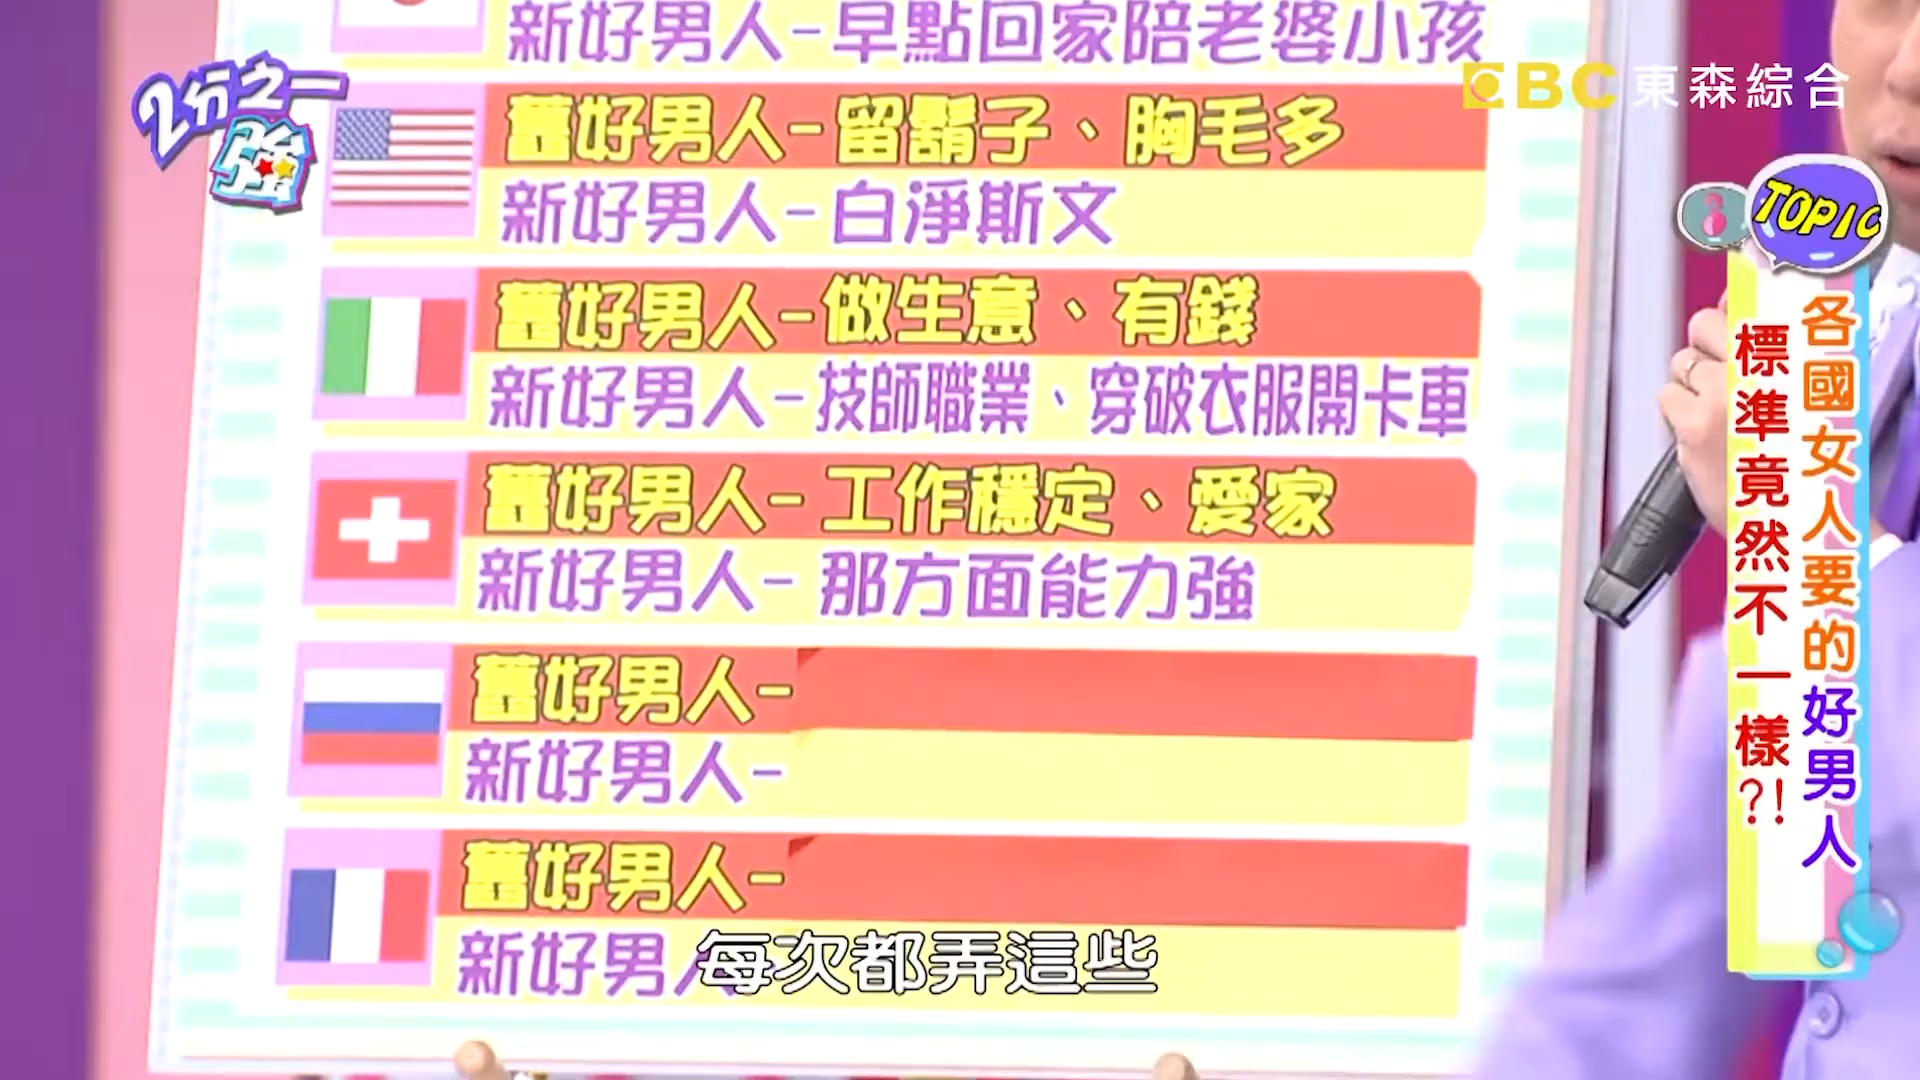 新好男人-早點回家陪老婆小孩
2分之一強
EBC 東森綜合
舊好男人-留鬍子、胸毛多
新好男人-白淨斯文
TOPIC
舊好男人-做生意、有錢
新好男人-技師職業、穿破衣服開卡車
各國女人要的好男人
標準竟然不一樣?!
舊好男人-工作穩定、愛家
新好男人-那方面能力強
舊好男人-
新好男人-
舊好男人-
新好男人
每次都弄這些